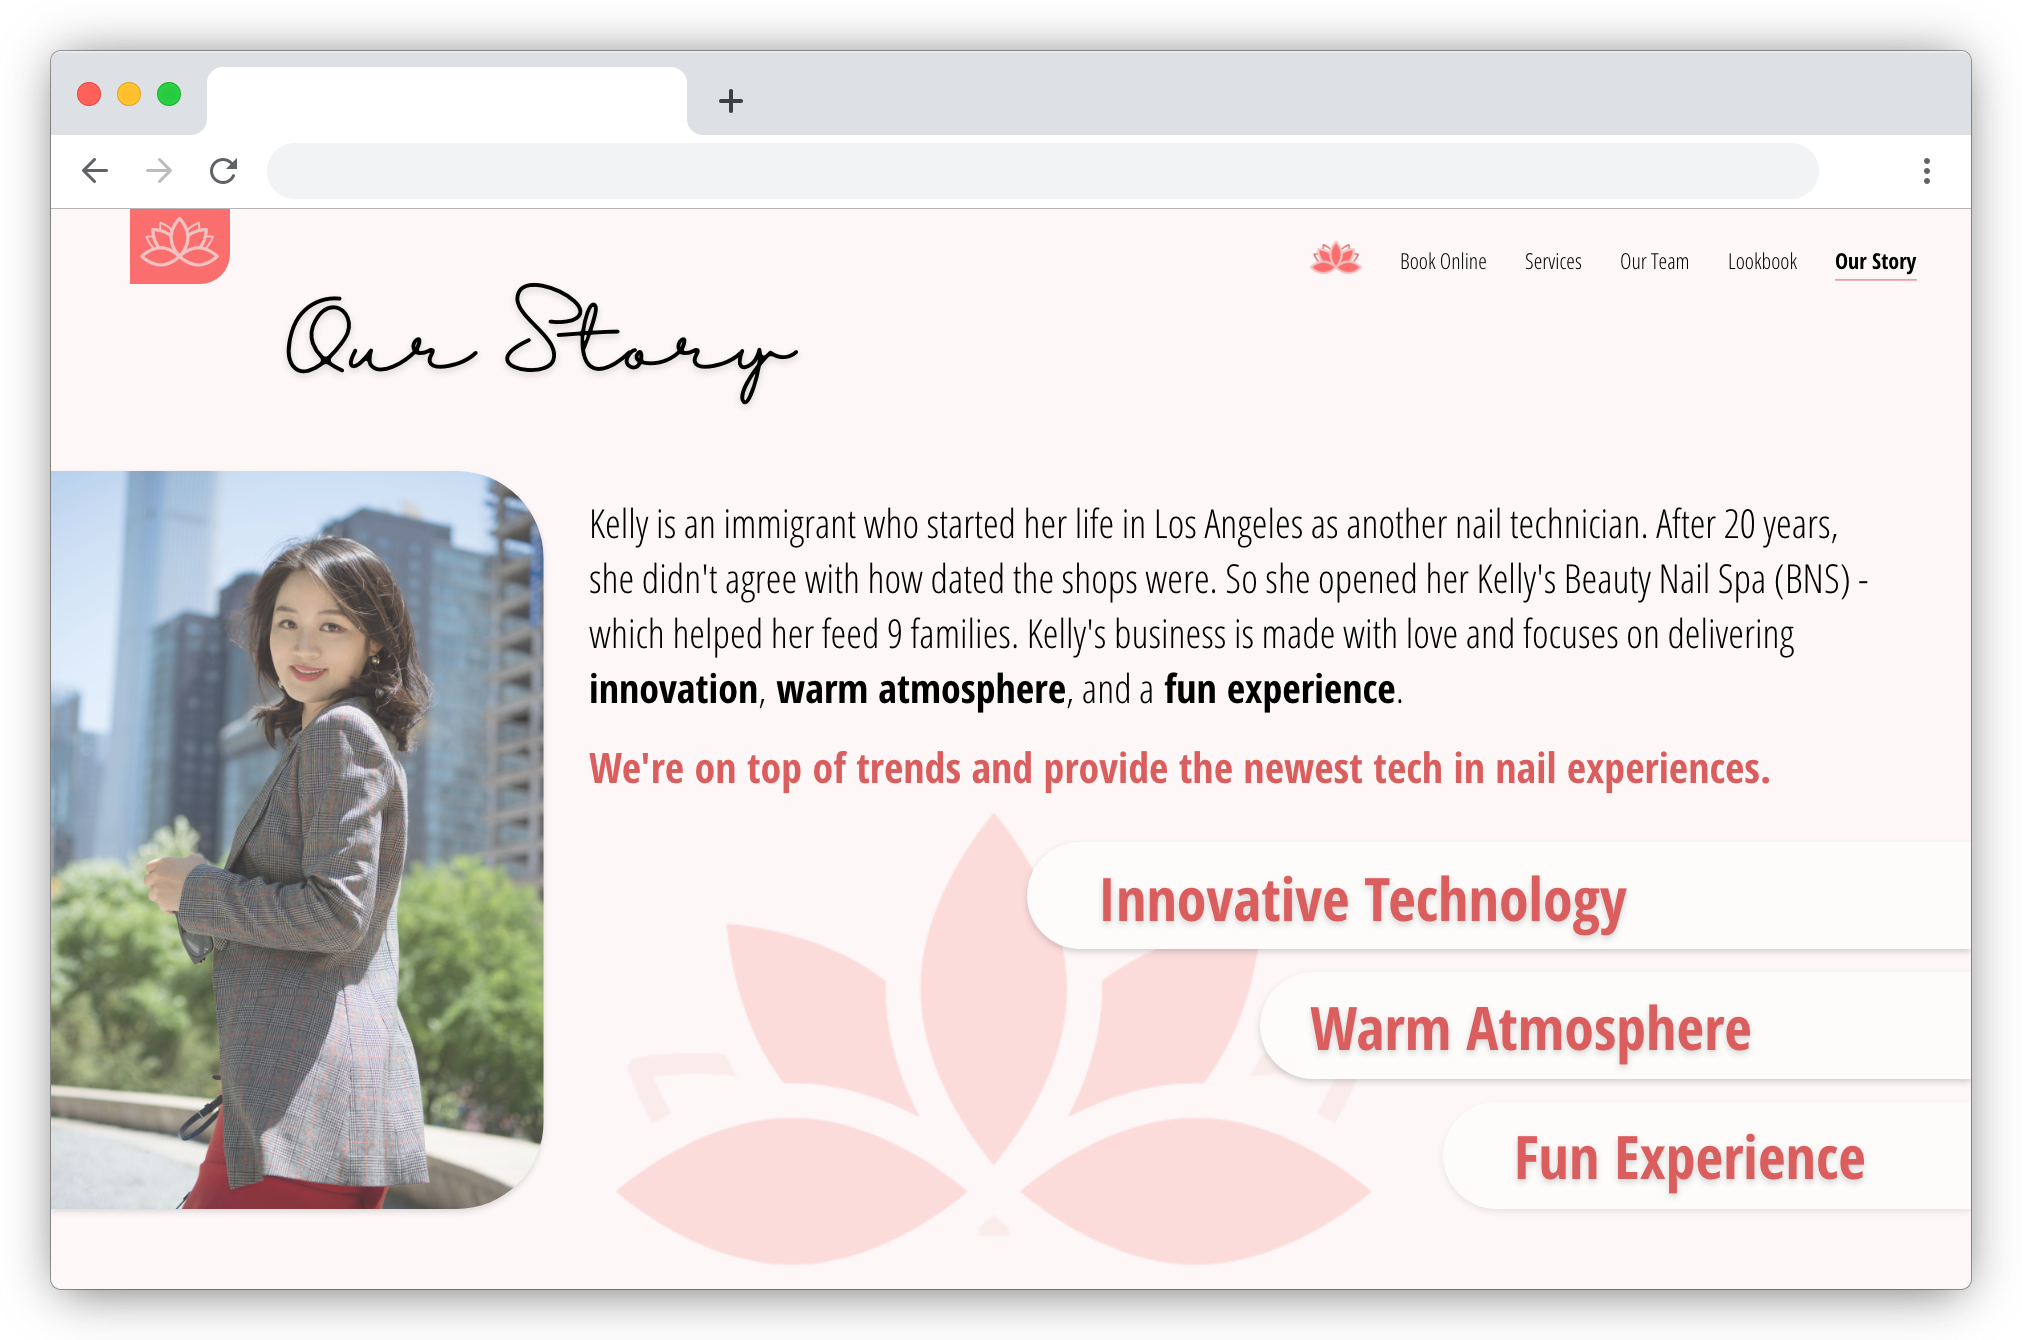 Book Online Services Our Team Lookbook Our Story
Our Story
Kelly is an immigrant who started her life in Los Angeles as another nail technician. After 20 years,
she didn't agree with how dated the shops were. So she opened her Kelly's Beauty Nail Spa (BNS) -
which helped her feed 9 families. Kelly's business is made with love and focuses on delivering
innovation, warm atmosphere, and a fun experience.
We're on top of trends and provide the newest tech in nail experiences.
Innovative Technology
Warm Atmosphere
Fun Experience